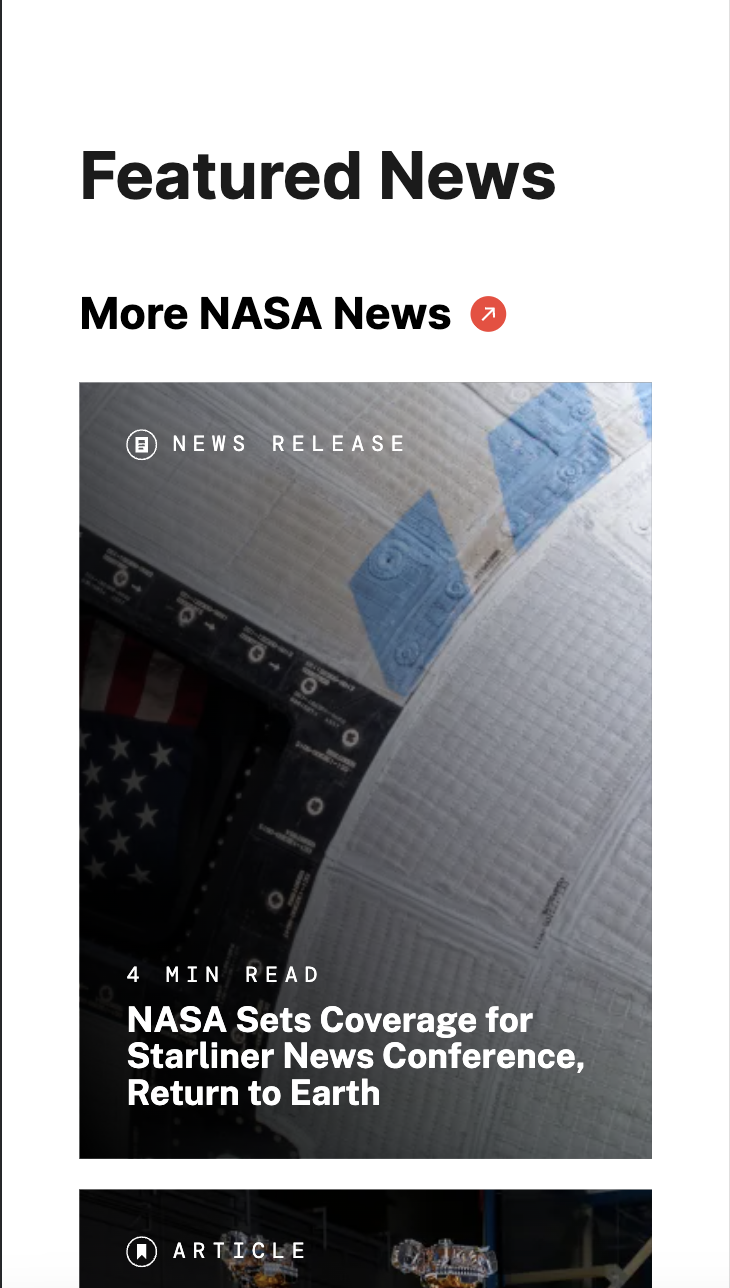 Featured News
More NASA News
NEWS RELEASE
4 MIN READ
NASA Sets Coverage for
Starliner News Conference,
Return to Earth
ARTICLE